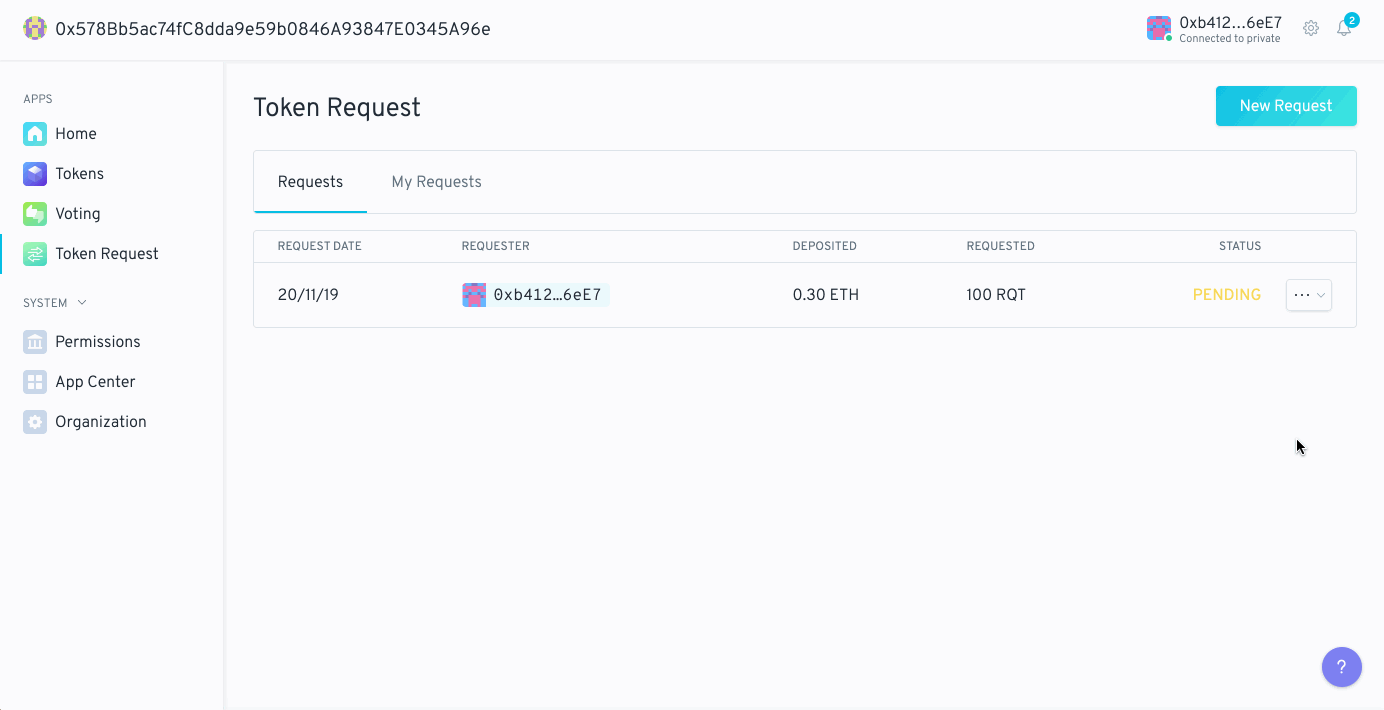 0x578Bb5ac74fC8dda9e59b0846A93847E0345A96e
0xb412…6eE7
Connected to private
2
APPS
Home
Tokens
Voting
Token Request
SYSTEM
Permissions
App Center
Organization
Token Request
New Request
Requests My Requests
REQUEST DATE REQUESTER DEPOSITED REQUESTED STATUS
20/11/19 0xb412…6eE7 0.30 ETH 100 RQT PENDING
?